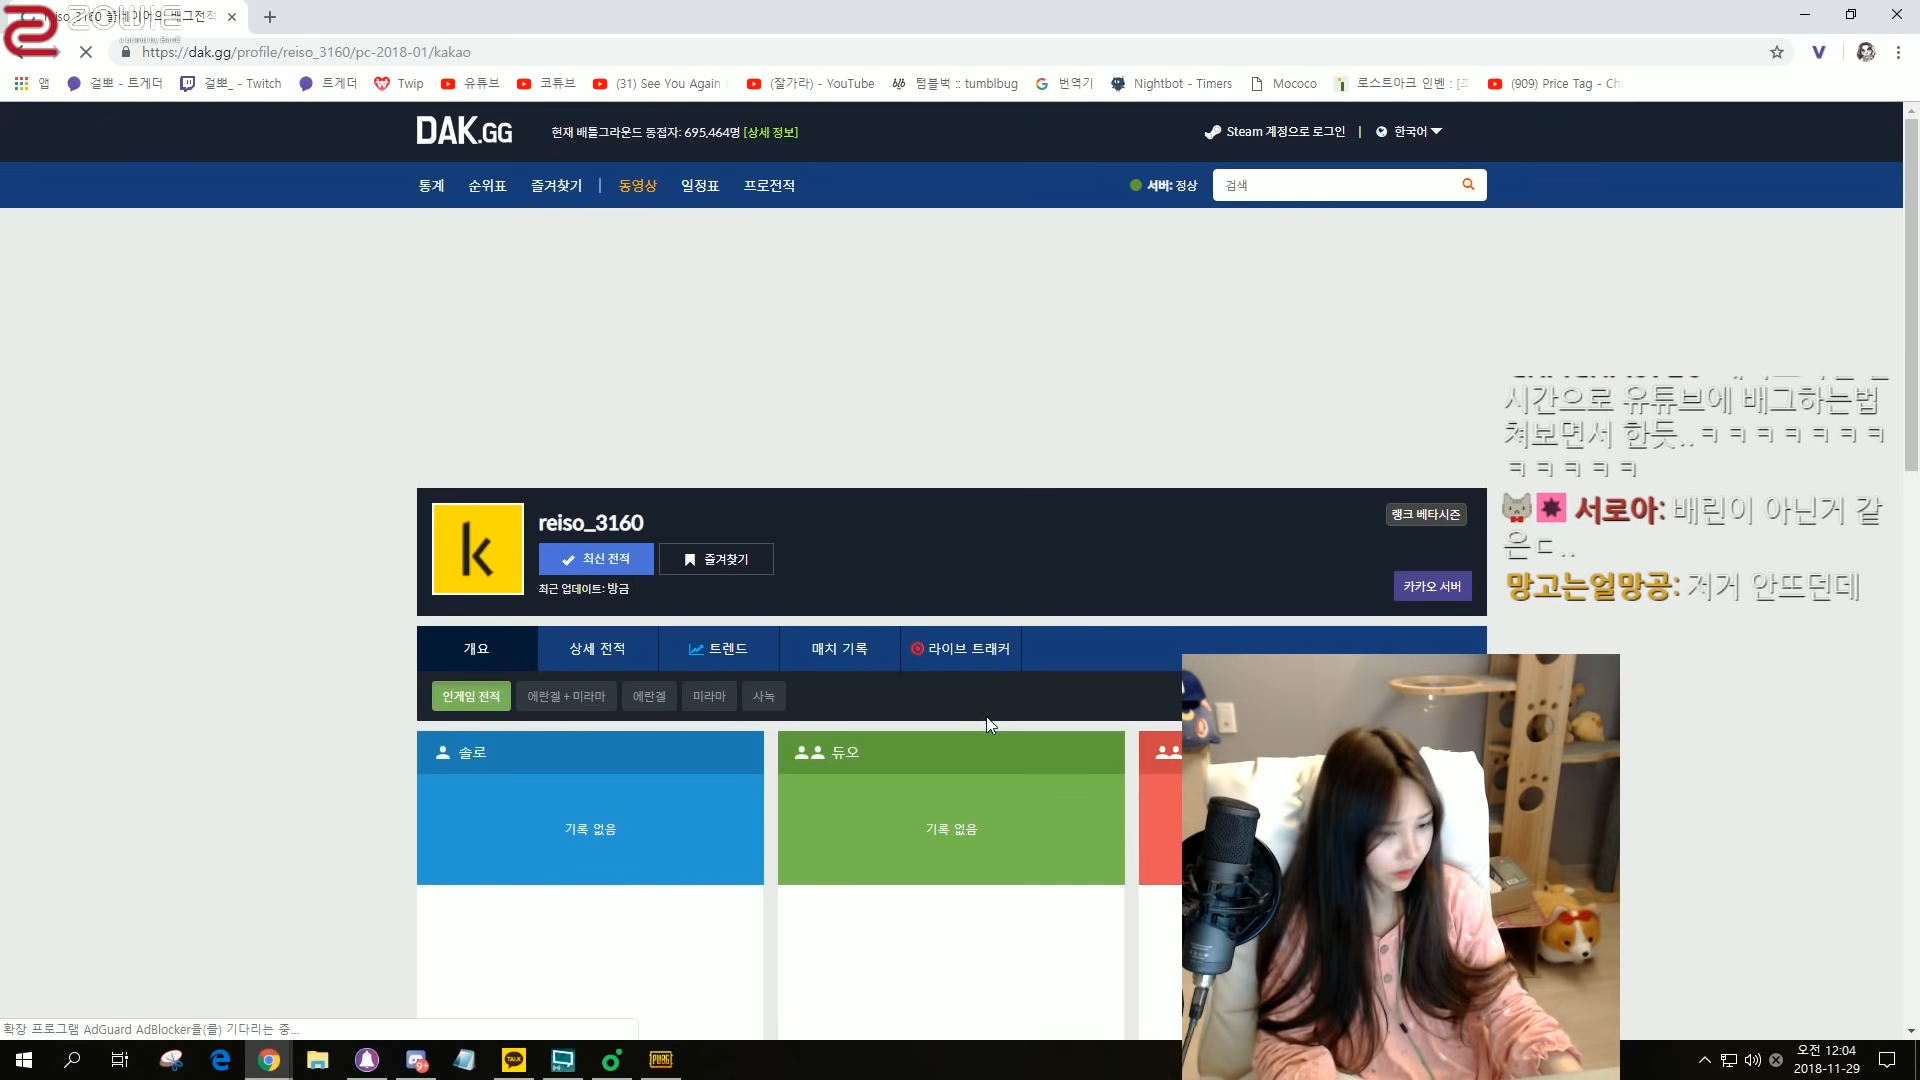 ZOWIE
https://dak.gg/profile/reiso_3160/pc-2018-01/kakao
앱
걸뽀 - 트게더
걸뽀_ - Twitch
트게더
Twip
유튜브
코튜브
(31) See You Again
(잘가라) - YouTube
텀블벅 :: tumblbug
번역기
Nightbot - Timers
Mococo
로스트아크 인벤 : [
(909) Price Tag - Ch
DAK.GG
현재 배틀그라운드 동접자: 695,464명 [상세 정보]
Steam 계정으로 로그인 | 한국어
통계 순위표 즐겨찾기 | 동영상 일정표 프로전적
서버: 정상
검색
시간으로 유튜브에 배그하는법
쳐보면서 한듯..ㅋㅋㅋㅋㅋㅋㅋ
ㅋㅋㅋㅋㅋ
서로아: 배린이 아닌거 같
은ㄷ..
망고는얼망공: 저거 안뜨던데
k
reiso_3160
랭크 베타시즌
최신 전적
즐겨찾기
최근 업데이트: 방금
카카오 서버
개요
상세 전적
트렌드
매치 기록
라이브 트래커
인게임 전적
에란겔 + 미라마
에란겔
미라마
사녹
솔로
듀오
기록 없음
기록 없음
확장 프로그램 AdGuard AdBlocker을(를) 기다리는 중...
TALK
PUBG
오전 12:04
2018-11-29